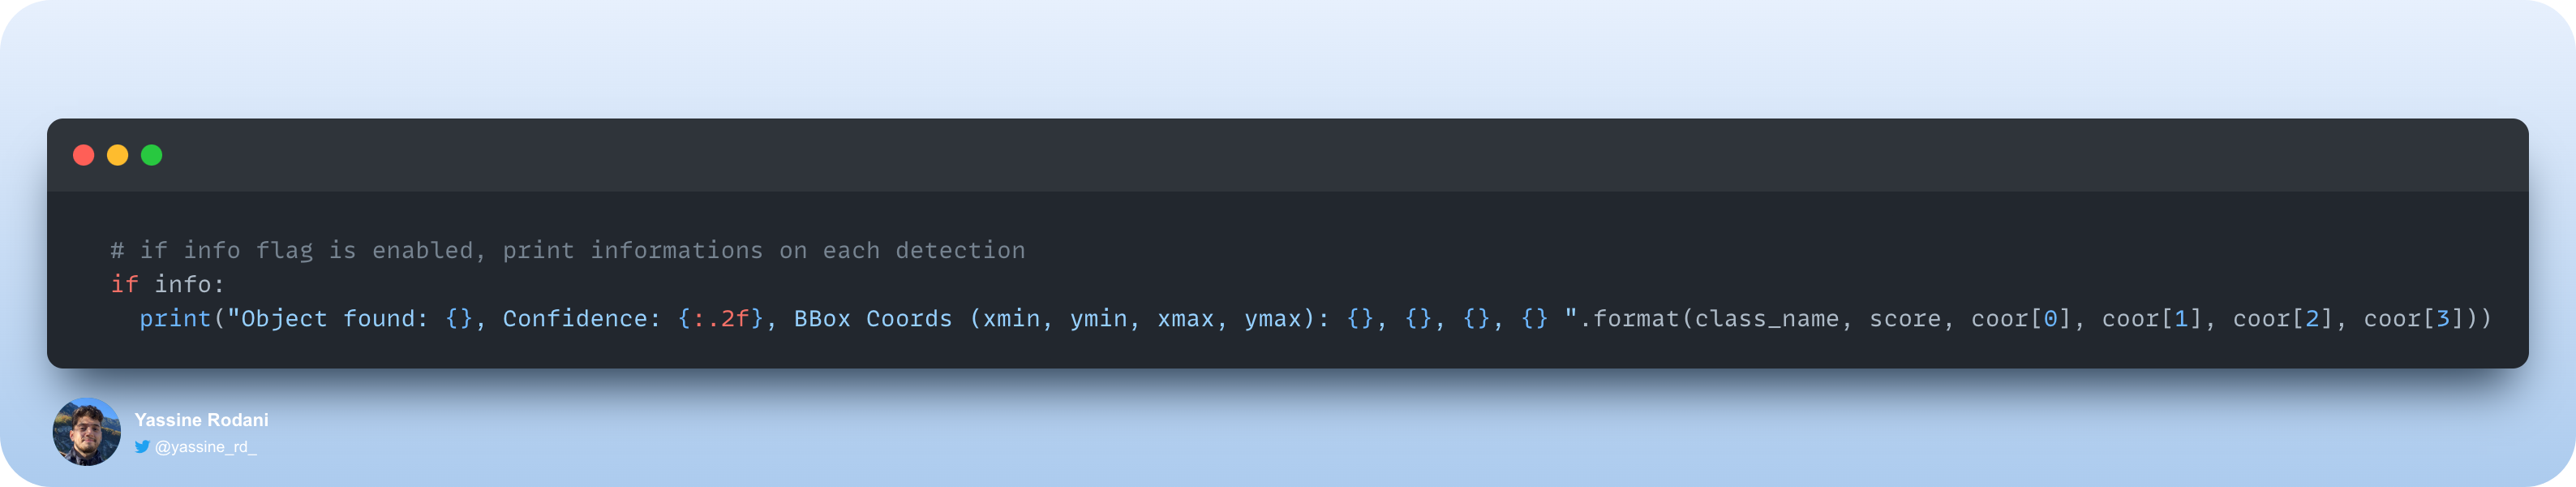 # if info flag is enabled, print informations on each detection
if info:
  print("Object found: {}, Confidence: {:.2f}, BBox Coords (xmin, ymin, xmax, ymax): {}, {}, {}, {} ".format(class_name, score, coor[0], coor[1], coor[2], coor[3]))
Yassine Rodani
@yassine_rd_